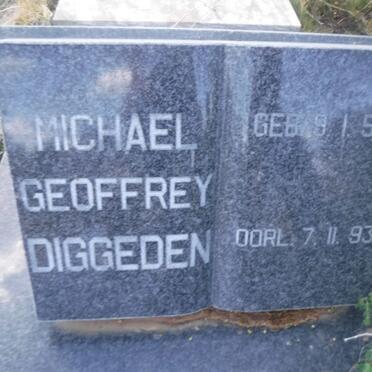 MICHAEL
GEOFFREY
DIGGEDEN
GEB. 9. 1. 5
OORL. 7. 11. 93